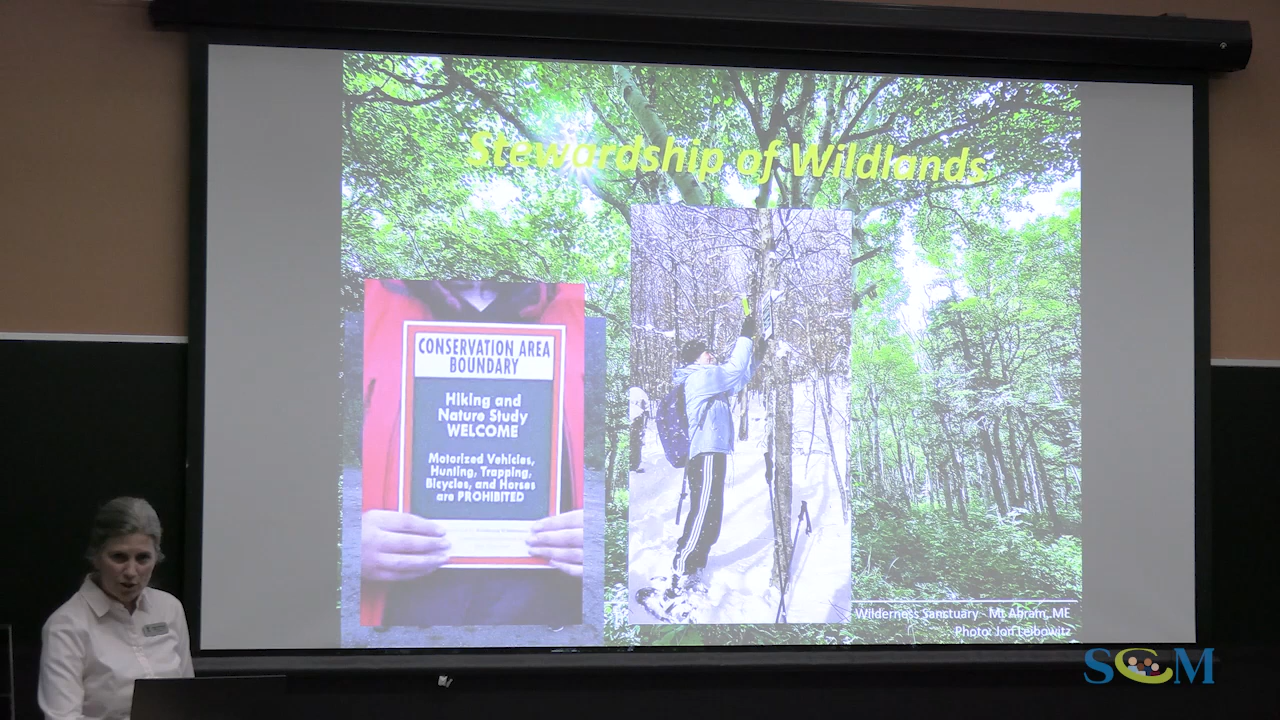 Stewardship of Wildlands
CONSERVATION AREA
BOUNDARY
Hiking and
Nature Study
WELCOME
Motorized Vehicles,
Hunting, Trapping,
Bicycles, and Horses
are PROHIBITED
Wilderness Sanctuary - Mt Abram, ME
Photo: Jon Leibowitz
SCM